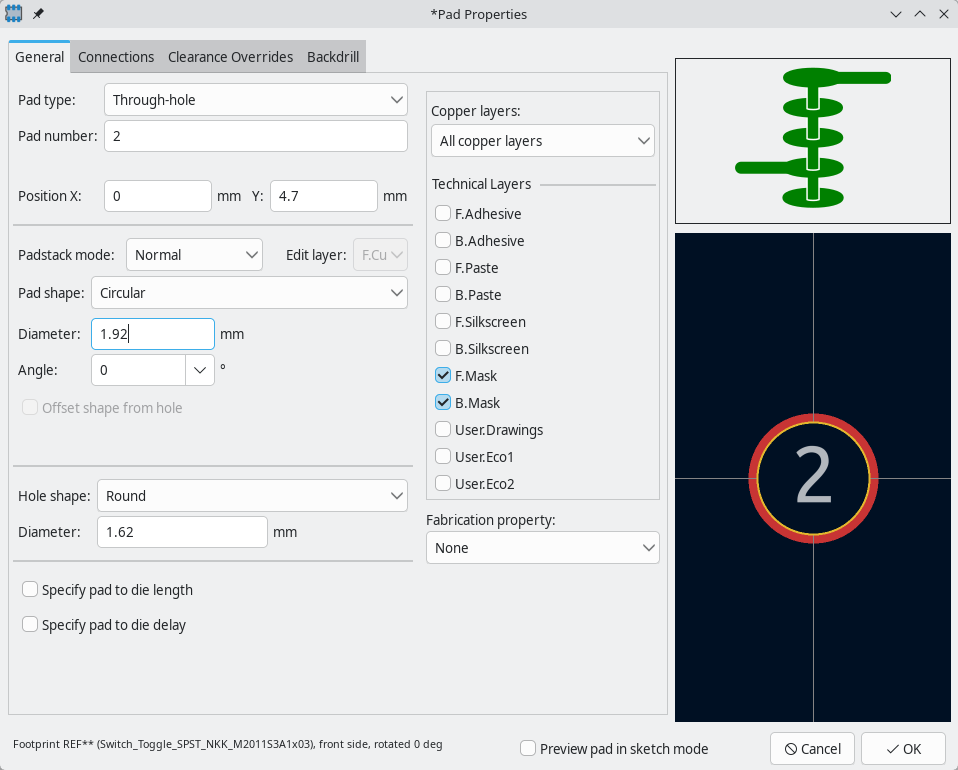 *Pad Properties
General Connections Clearance Overrides Backdrill
Pad type: Through-hole
Pad number: 2
Position X: 0 mm Y: 4.7 mm
Padstack mode: Normal Edit layer: F.Cu
Pad shape: Circular
Diameter: 1.92 mm
Angle: 0 °
Offset shape from hole
Hole shape: Round
Diameter: 1.62 mm
Specify pad to die length
Specify pad to die delay
Copper layers:
All copper layers
Technical Layers
F.Adhesive
B.Adhesive
F.Paste
B.Paste
F.Silkscreen
B.Silkscreen
F.Mask
B.Mask
User.Drawings
User.Eco1
User.Eco2
Fabrication property:
None
2
Footprint REF** (Switch_Toggle_SPST_NKK_M2011S3A1x03), front side, rotated 0 deg
Preview pad in sketch mode
Cancel
OK